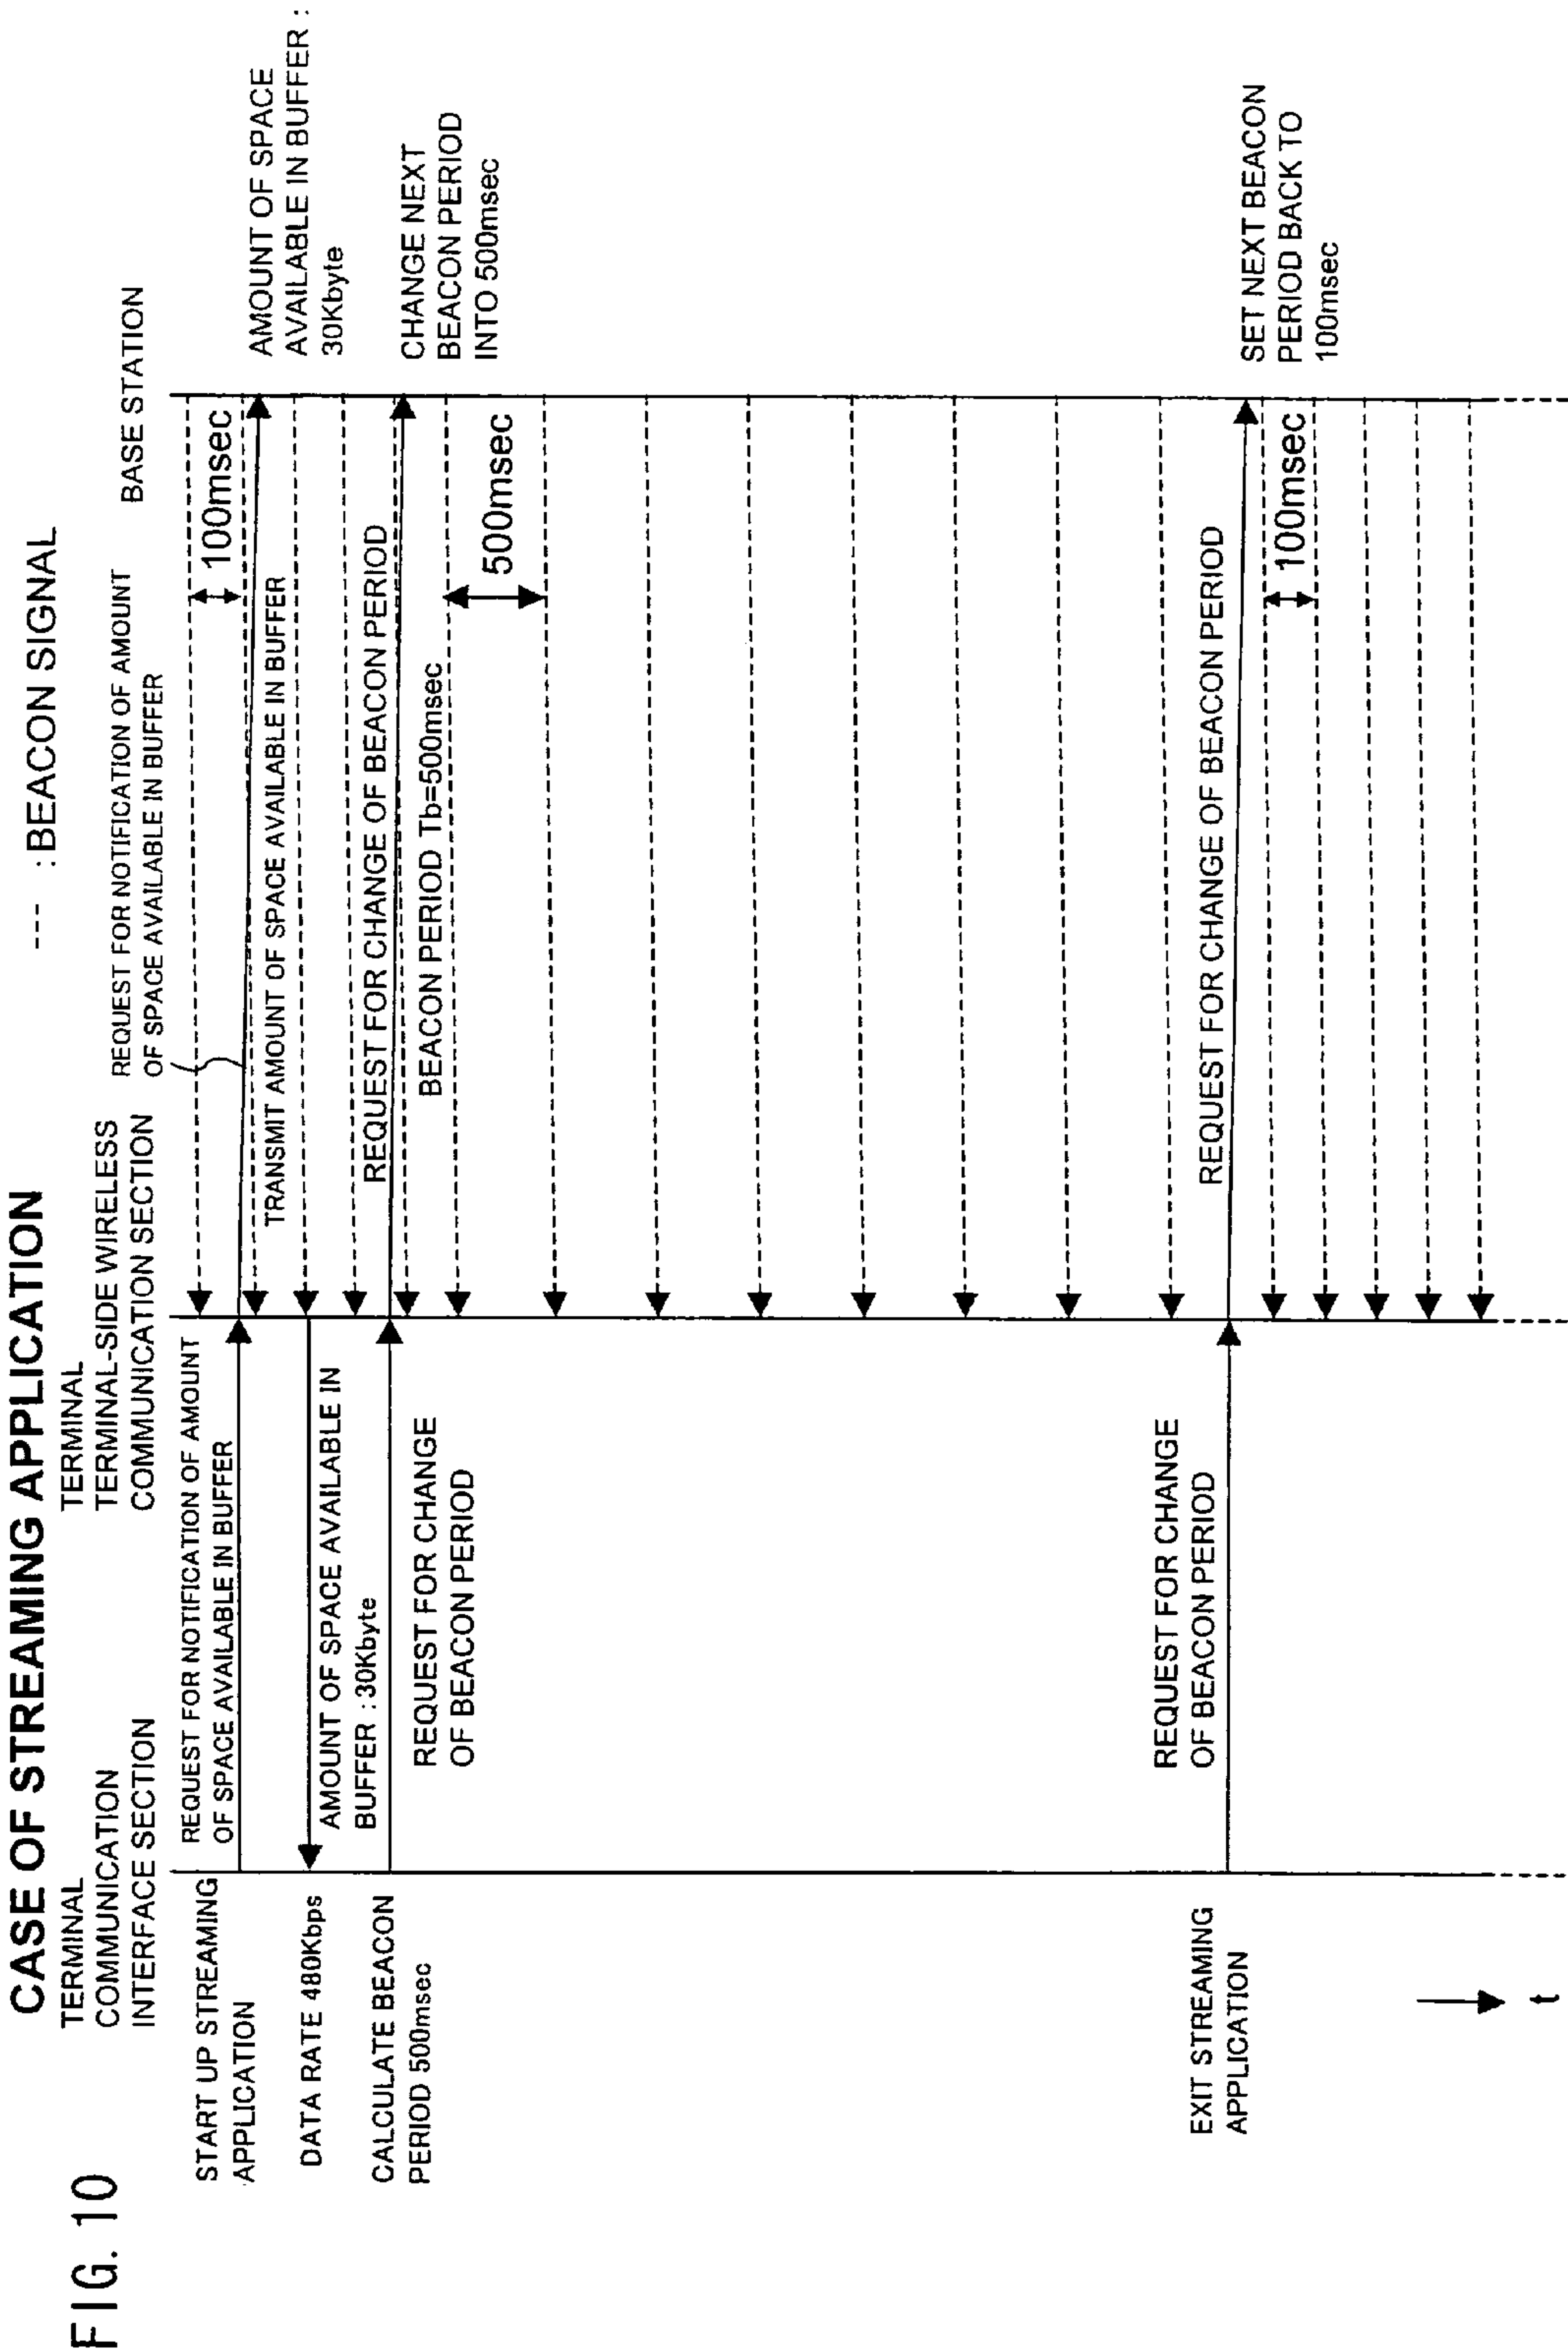 FIG. 10
CASE OF STREAMING APPLICATION
--- :BEACON SIGNAL
TERMINAL
COMMUNICATION
INTERFACE SECTION
TERMINAL
TERMINAL-SIDE WIRELESS
COMMUNICATION SECTION
REQUEST FOR NOTIFICATION OF AMOUNT
OF SPACE AVAILABLE IN BUFFER
BASE STATION
START UP STREAMING
APPLICATION
REQUEST FOR NOTIFICATION OF AMOUNT
OF SPACE AVAILABLE IN BUFFER
100msec
AMOUNT OF SPACE
AVAILABLE IN BUFFER :
30Kbyte
TRANSMIT AMOUNT OF SPACE AVAILABLE IN BUFFER
DATA RATE 480Kbps
AMOUNT OF SPACE AVAILABLE IN
BUFFER : 30Kbyte
CALCULATE BEACON
PERIOD 500msec
REQUEST FOR CHANGE
OF BEACON PERIOD
REQUEST FOR CHANGE OF BEACON PERIOD
BEACON PERIOD Tb=500msec
500msec
CHANGE NEXT
BEACON PERIOD
INTO 500msec
EXIT STREAMING
APPLICATION
REQUEST FOR CHANGE
OF BEACON PERIOD
REQUEST FOR CHANGE OF BEACON PERIOD
100msec
SET NEXT BEACON
PERIOD BACK TO
100msec
t